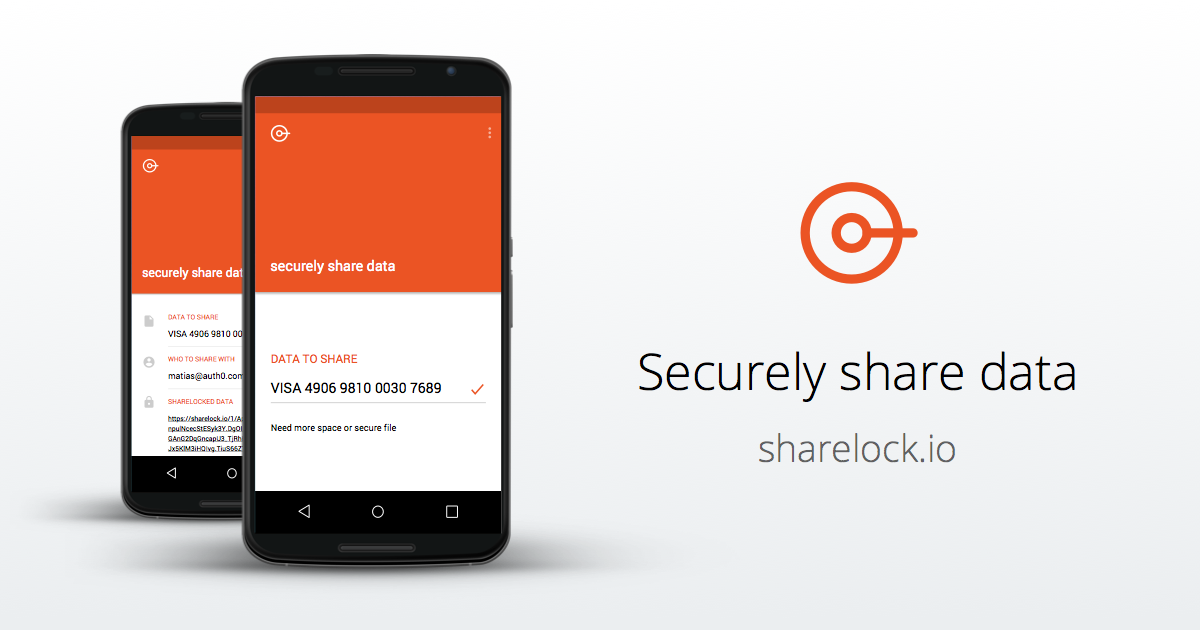 securely share dat
DATA TO SHARE
VISA 4906 9810 00
WHO TO SHARE WITH
matias@auth0.com
SHARELOCKED DATA
https://sharelock.io/1/A
securely share data
DATA TO SHARE
VISA 4906 9810 0030 7689
Need more space or secure file
Securely share data
sharelock.io